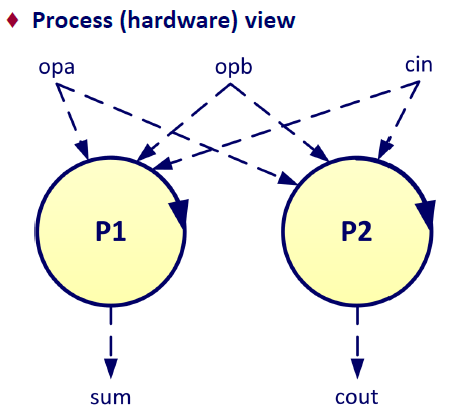 ♦ Process (hardware) view
opa opb cin
P1 P2
sum cout